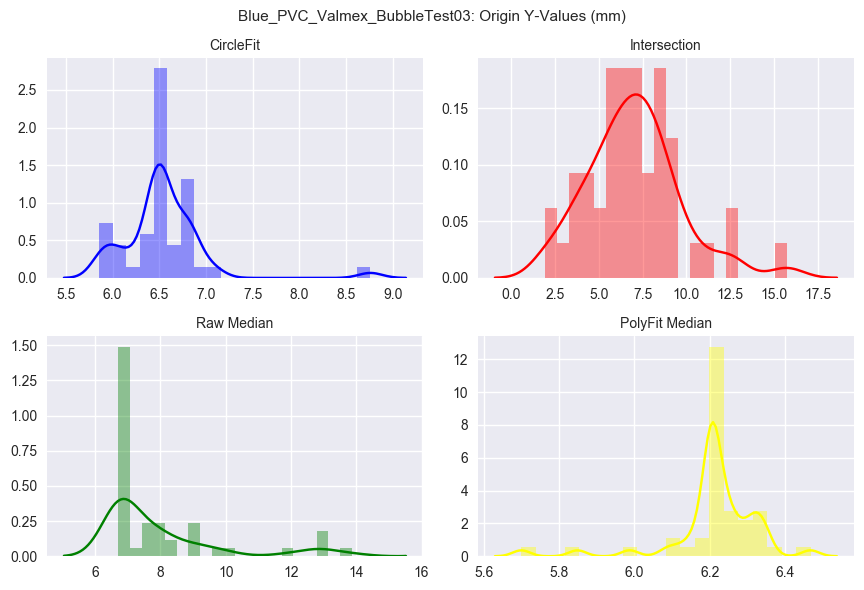 Blue_PVC_Valmex_BubbleTest03: Origin Y-Values (mm)
CircleFit
2.5
2.0
1.5
1.0
0.5
0.0
5.5 6.0 6.5 7.0 7.5 8.0 8.5 9.0
Intersection
0.15
0.10
0.05
0.00
0.0 2.5 5.0 7.5 10.0 12.5 15.0 17.5
Raw Median
1.50
1.25
1.00
0.75
0.50
0.25
0.00
6 8 10 12 14 16
PolyFit Median
12
10
8
6
4
2
0
5.6 5.8 6.0 6.2 6.4